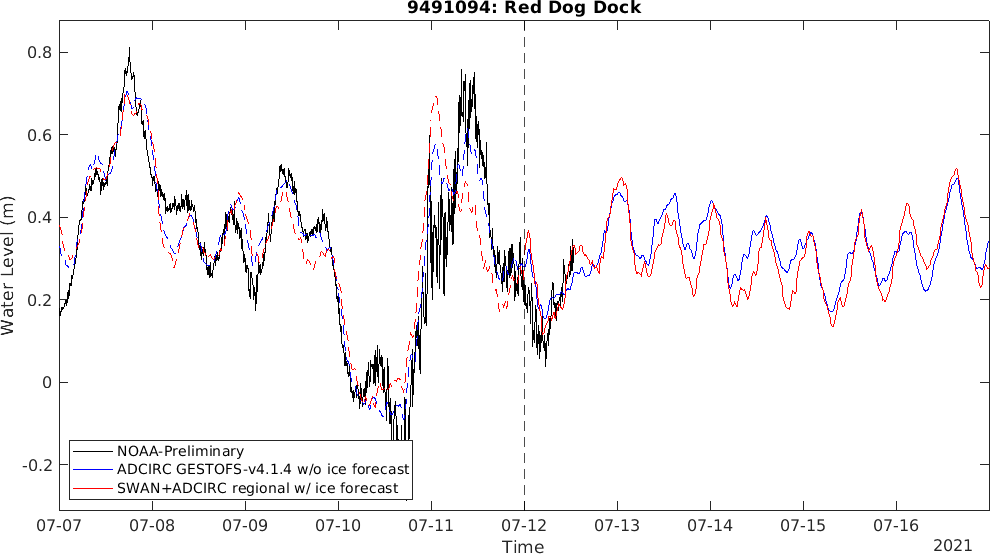 9491094: Red Dog Dock
Water Level (m)
0.8
0.6
0.4
0.2
0
-0.2
NOAA-Preliminary
ADCIRC GESTOFS-v4.1.4 w/o ice forecast
SWAN+ADCIRC regional w/ ice forecast
07-07 07-08 07-09 07-10 07-11 07-12 07-13 07-14 07-15 07-16
Time
2021